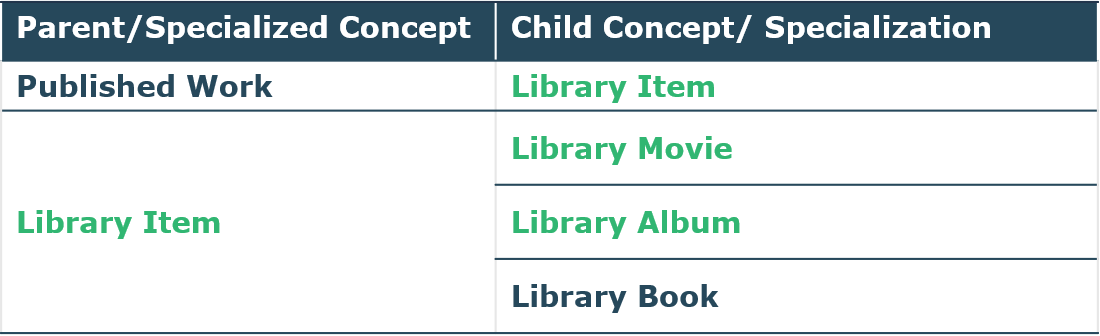 Parent/Specialized Concept
Child Concept/ Specialization
Published Work
Library Item
Library Item
Library Movie
Library Album
Library Book